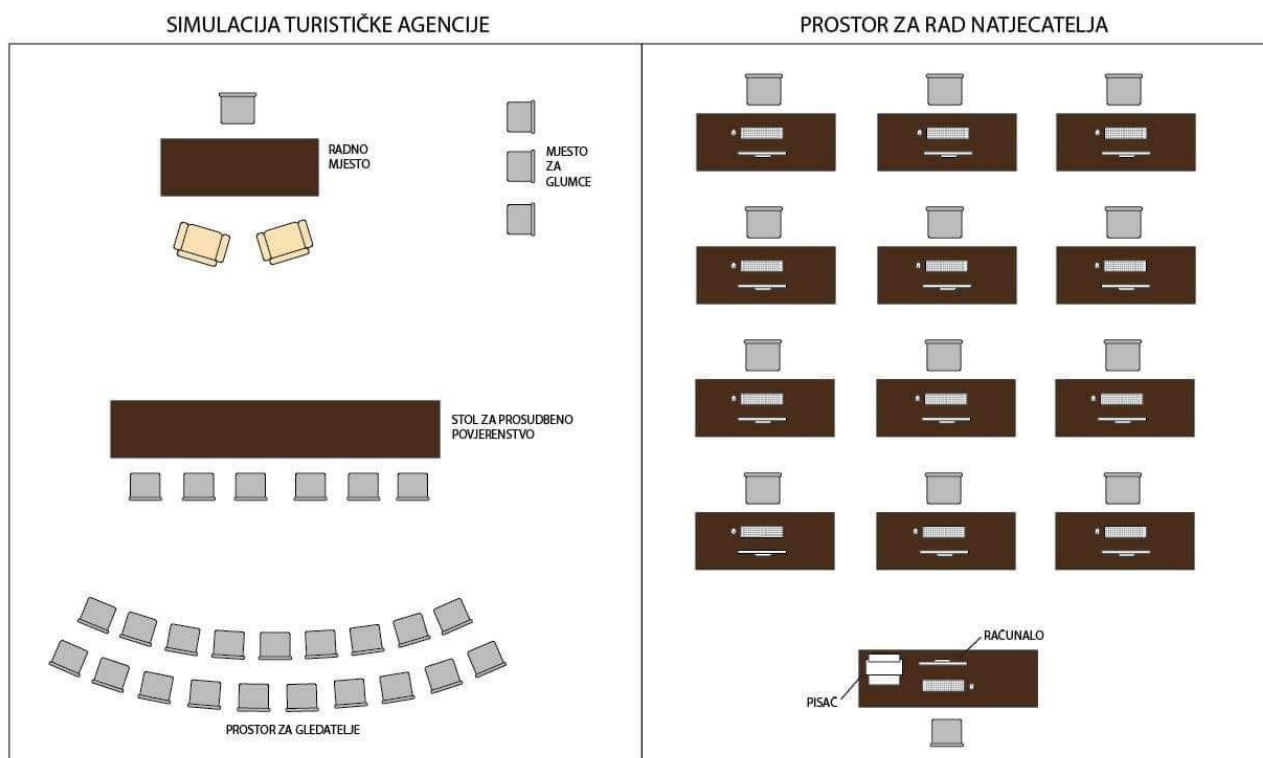 SIMULACIJA TURISTIČKE AGENCIJE
RADNO
MJESTO
MJESTO
ZA
GLUMCE
STOL ZA PROSUDBENO
POVJERENSTVO
PROSTOR ZA GLEDATELJE
PROSTOR ZA RAD NATJECATELJA
RAČUNALO
PISAČ